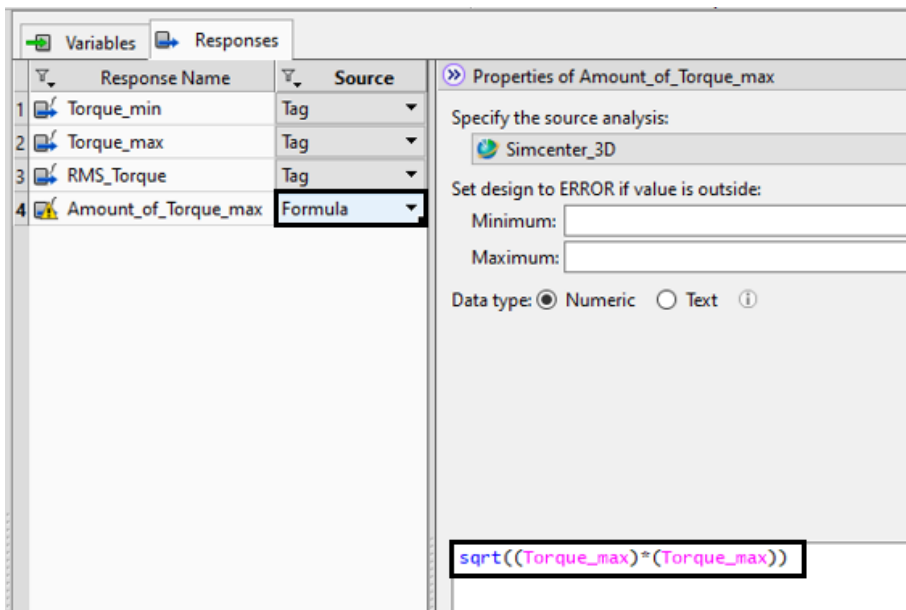 Variables Responses
Response Name Source
1 Torque_min Tag
2 Torque_max Tag
3 RMS_Torque Tag
4 Amount_of_Torque_max Formula
Properties of Amount_of_Torque_max
Specify the source analysis:
Simcenter_3D
Set design to ERROR if value is outside:
Minimum:
Maximum:
Data type: Numeric Text
sqrt((Torque_max)*(Torque_max))